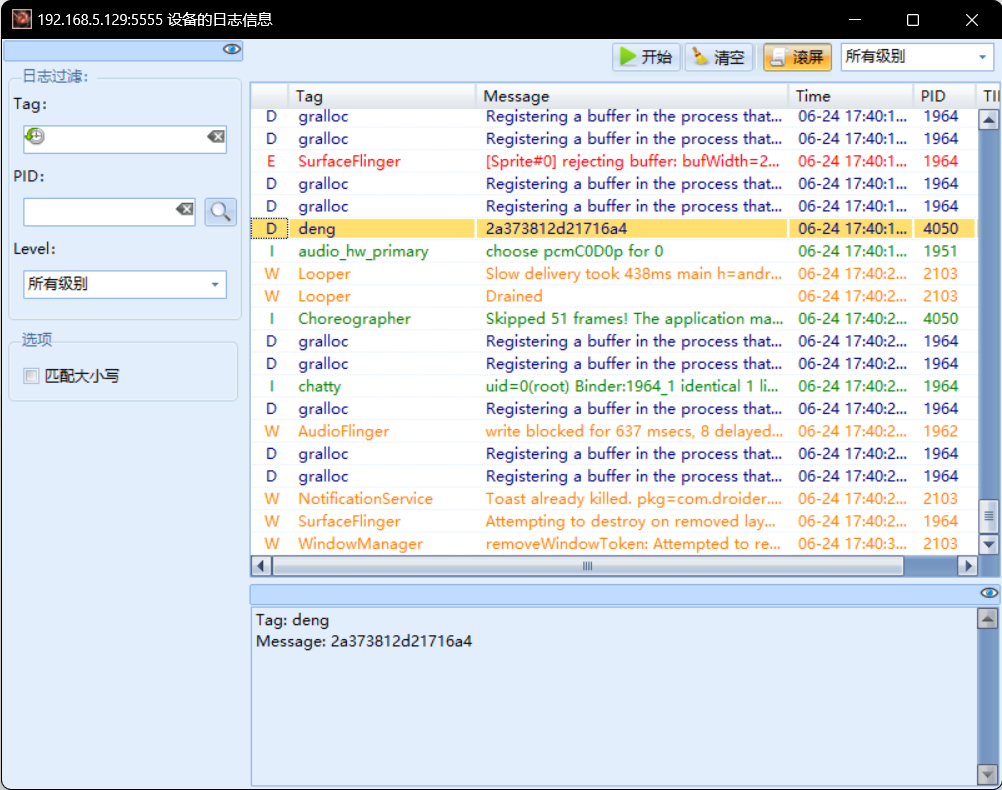 192.168.5.129:5555 设备的日志信息
开始 清空 滚屏 所有级别
日志过滤:
Tag:
PID:
Level:
所有级别
选项
匹配大小写
Tag Message Time PID TI
D gralloc Registering a buffer in the process that... 06-24 17:40:1... 1964
D gralloc Registering a buffer in the process that... 06-24 17:40:1... 1964
E SurfaceFlinger [Sprite#0] rejecting buffer: bufWidth=2... 06-24 17:40:1... 1964
D gralloc Registering a buffer in the process that... 06-24 17:40:1... 1964
D gralloc Registering a buffer in the process that... 06-24 17:40:1... 1964
D deng 2a373812d21716a4 06-24 17:40:1... 4050
I audio_hw_primary choose pcmC0D0p for 0 06-24 17:40:1... 1951
W Looper Slow delivery took 438ms main h=andr... 06-24 17:40:2... 2103
W Looper Drained 06-24 17:40:2... 2103
I Choreographer Skipped 51 frames! The application ma... 06-24 17:40:2... 4050
D gralloc Registering a buffer in the process that... 06-24 17:40:2... 1964
D gralloc Registering a buffer in the process that... 06-24 17:40:2... 1964
I chatty uid=0(root) Binder:1964_1 identical 1 li... 06-24 17:40:2... 1964
D gralloc Registering a buffer in the process that... 06-24 17:40:2... 1964
W AudioFlinger write blocked for 637 msecs, 8 delayed... 06-24 17:40:2... 1962
D gralloc Registering a buffer in the process that... 06-24 17:40:2... 1964
D gralloc Registering a buffer in the process that... 06-24 17:40:2... 1964
W NotificationService Toast already killed. pkg=com.droider.... 06-24 17:40:2... 2103
W SurfaceFlinger Attempting to destroy on removed lay... 06-24 17:40:2... 1964
W WindowManager removeWindowToken: Attempted to re... 06-24 17:40:3... 2103
Tag: deng
Message: 2a373812d21716a4